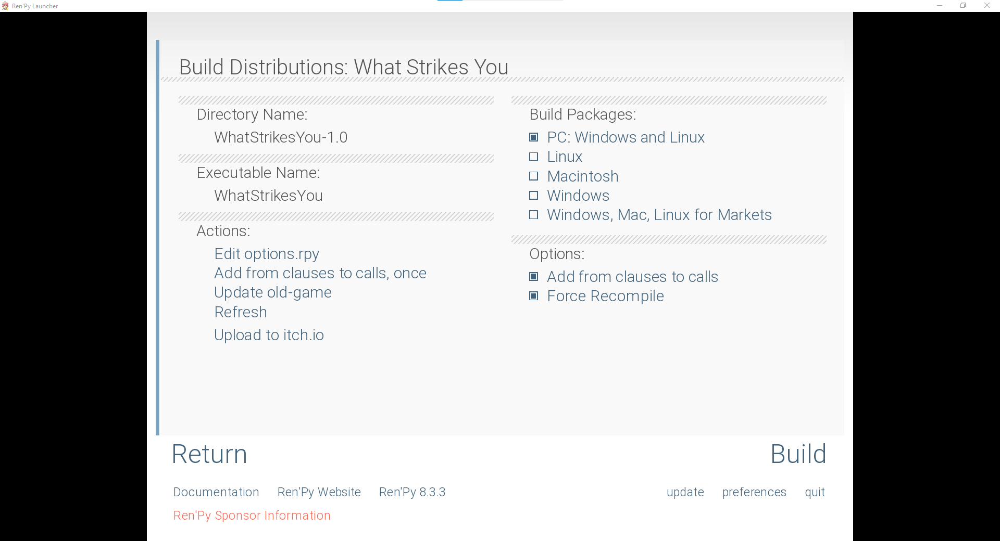 Ren'Py Launcher
Build Distributions: What Strikes You
Directory Name:
WhatStrikesYou-1.0
Executable Name:
WhatStrikesYou
Actions:
Edit options.rpy
Add from clauses to calls, once
Update old-game
Refresh
Upload to itch.io
Build Packages:
PC: Windows and Linux
Linux
Macintosh
Windows
Windows, Mac, Linux for Markets
Options:
Add from clauses to calls
Force Recompile
Return
Build
Documentation Ren'Py Website Ren'Py 8.3.3 update preferences quit
Ren'Py Sponsor Information